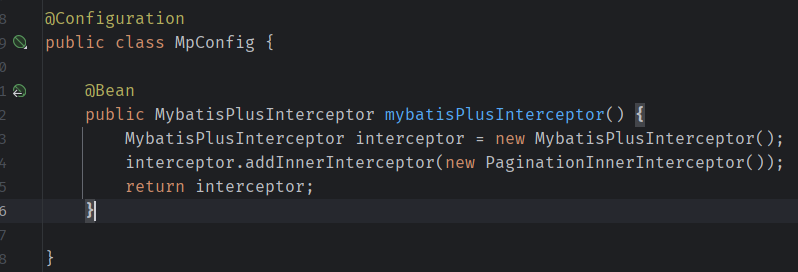 8 @Configuration
9 public class MpConfig {
0
1 @Bean
2 public MybatisPlusInterceptor mybatisPlusInterceptor() {
3 MybatisPlusInterceptor interceptor = new MybatisPlusInterceptor();
4 interceptor.addInnerInterceptor(new PaginationInnerInterceptor());
5 return interceptor;
6 }
7
8 }